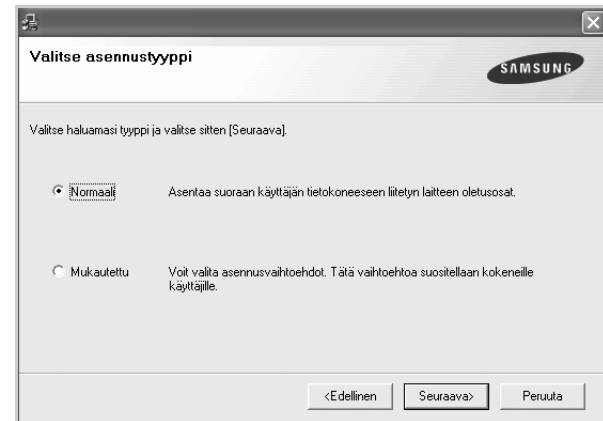 Valitse asennustyyppi
SAMSUNG
Valitse haluamasi tyyppi ja valitse sitten [Seuraava].
Normaali Asentaa suoraan käyttäjän tietokoneeseen liitetyn laitteen oletusosat.
Mukautettu Voit valita asennusvaihtoehdot. Tätä vaihtoehtoa suositellaan kokeneille
käyttäjille.
<Edellinen Seuraava> Peruuta